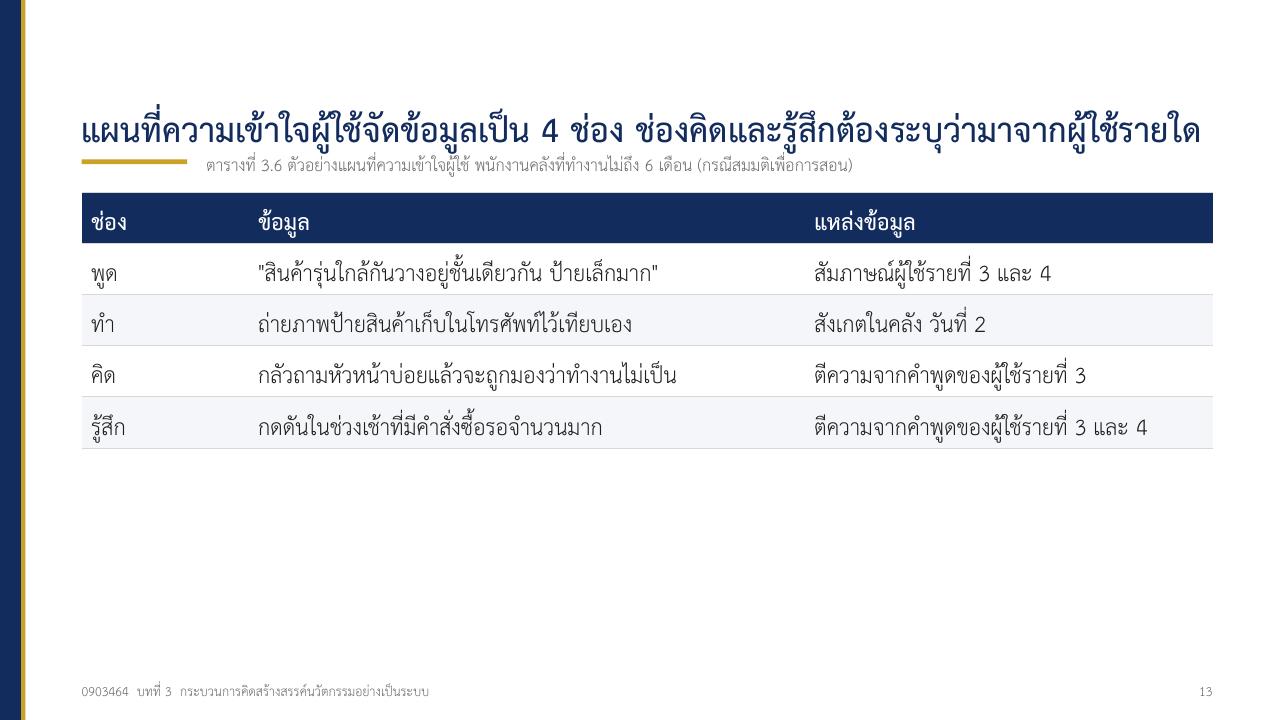 แผนที่ความเข้าใจผู้ใช้จัดข้อมูลเป็น 4 ช่อง ช่องคิดและรู้สึกต้องระบุว่ามาจากผู้ใช้รายใด
ตารางที่ 3.6 ตัวอย่างแผนที่ความเข้าใจผู้ใช้ พนักงานคลังที่ทำงานไม่ถึง 6 เดือน (กรณีสมมติเพื่อการสอน)
ช่อง ข้อมูล แหล่งข้อมูล
พูด "สินค้ารุ่นใกล้กันวางอยู่ชั้นเดียวกัน ป้ายเล็กมาก" สัมภาษณ์ผู้ใช้รายที่ 3 และ 4
ทำ ถ่ายภาพป้ายสินค้าเก็บในโทรศัพท์ไว้เทียบเอง สังเกตในคลัง วันที่ 2
คิด กลัวถามหัวหน้าบ่อยแล้วจะถูกมองว่าทำงานไม่เป็น ตีความจากคำพูดของผู้ใช้รายที่ 3
รู้สึก กดดันในช่วงเช้าที่มีคำสั่งซื้อรอจำนวนมาก ตีความจากคำพูดของผู้ใช้รายที่ 3 และ 4
0903464 บทที่ 3 กระบวนการคิดสร้างสรรค์นวัตกรรมอย่างเป็นระบบ 13